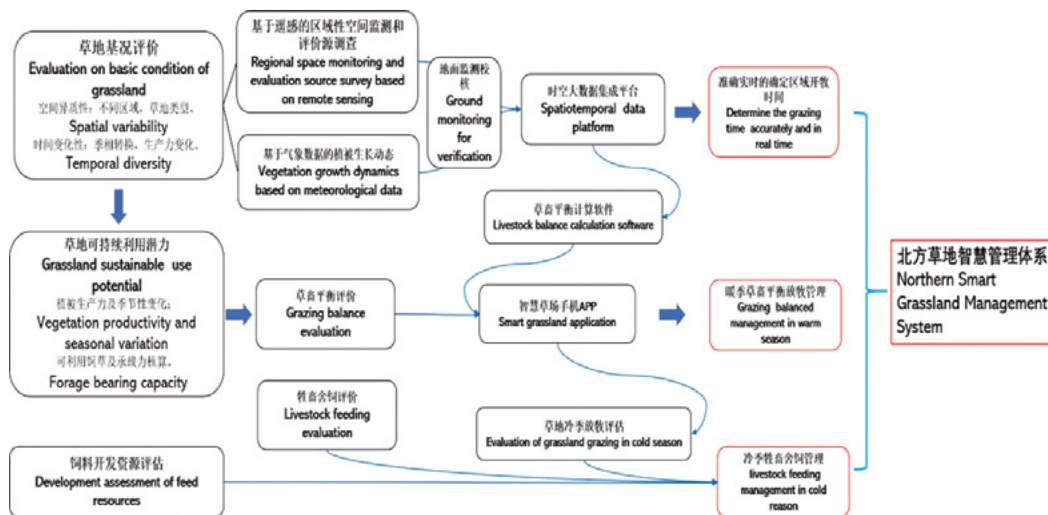 草地基况评价
Evaluation on basic condition of
grassland
空间异质性：不同区域，草地类型。
Spatial variability
时间变化性：季相转换，生产力变化。
Temporal diversity
基于遥感的区域性空间监测和
评价源调查
Regional space monitoring and
evaluation source survey based
on remote sensing
基于气象数据的植被生长动态
Vegetation growth dynamics
based on meteorological data
地面监测校
核
Ground
monitoring
for
verification
时空大数据集成平台
Spatiotemporal data
platform
准确实时的确定区域开牧
时间
Determine the grazing
time accurately and in
real time
草畜平衡计算软件
Livestock balance calculation software
草地可持续利用潜力
Grassland sustainable use
potential
植被生产力及季节性变化;
Vegetation productivity and
seasonal variation
可利用饲草及承载力核算。
Forage bearing capacity
草畜平衡评价
Grazing balance
evaluation
智慧草场手机APP
Smart grassland application
暖季草畜平衡放牧管理
Grazing balanced
management in warm
season
北方草地智慧管理体系
Northern Smart
Grassland Management
System
牲畜舍饲评价
Livestock feeding
evaluation
草地冷季放牧评估
Evaluation of grassland grazing in cold season
饲料开发资源评估
Development assessment of feed
resources
冷季牲畜舍饲管理
livestock feeding
management in cold
reason